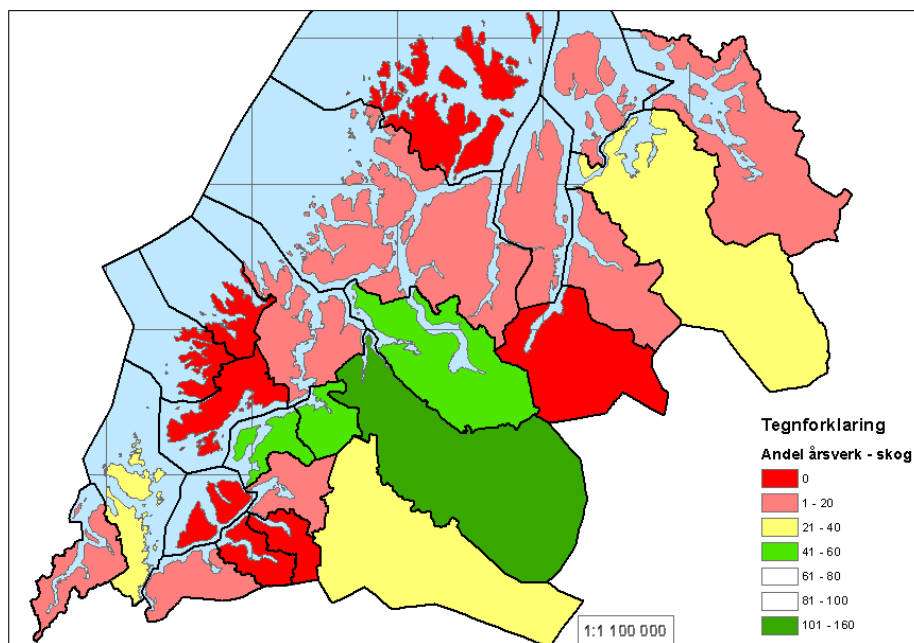 Tegnforklaring
Andel årsverk - skog
0
1 - 20
21 - 40
41 - 60
61 - 80
81 - 100
101 - 160
1:1 100 000